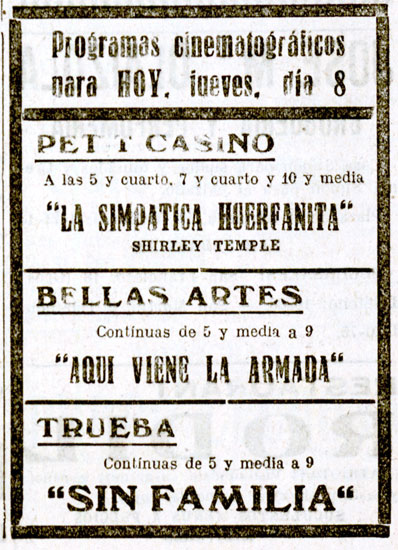 Programas cinematográficos
para HOY, jueves, día 8
PETIT CASINO
A las 5 y cuarto, 7 y cuarto y 10 y media
"LA SIMPATICA HUERFANITA"
SHIRLEY TEMPLE
BELLAS ARTES
Contínuas de 5 y media a 9
"AQUI VIENE LA ARMADA"
TRUEBA
Contínuas de 5 y media a 9
"SIN FAMILIA"